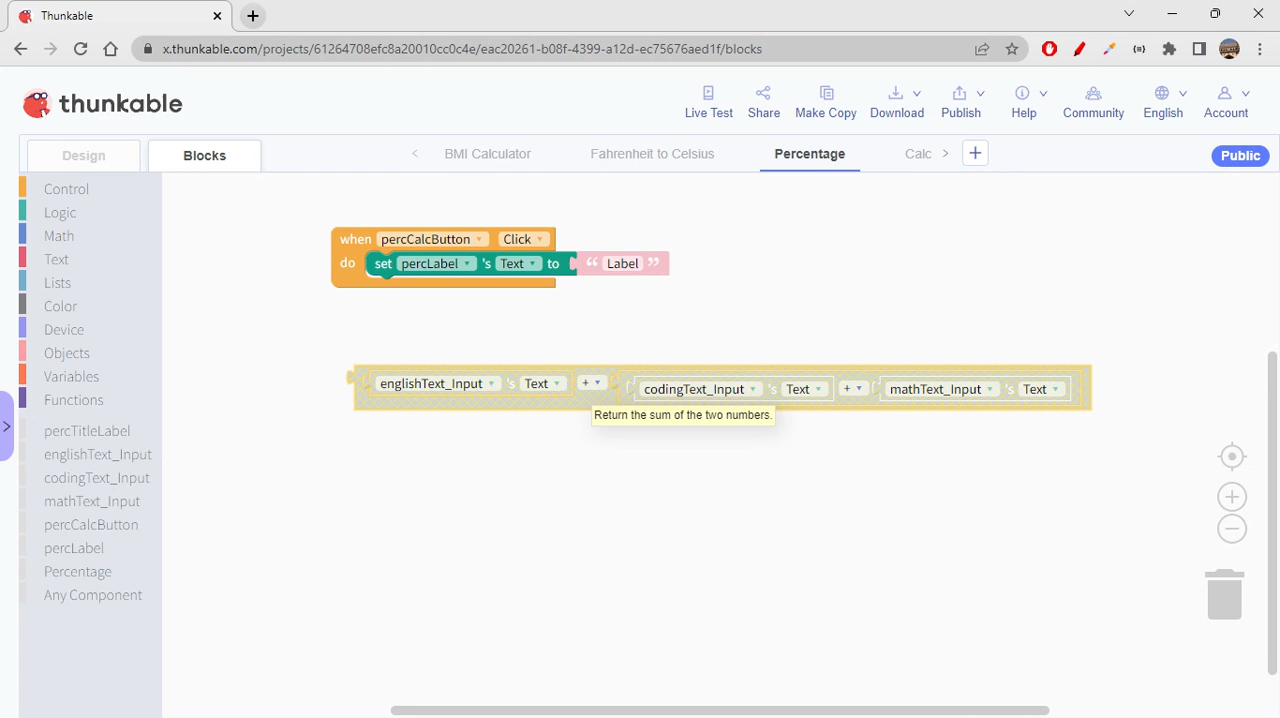 Thunkable
x.thunkable.com/projects/61264708efc8a20010cc0c4e/eac20261-b08f-4399-a12d-ec75676aed1f/blocks
thunkable
Live Test
Share
Make Copy
Download
Publish
Help
Community
English
Account
Design
Blocks
< BMI Calculator Fahrenheit to Celsius Percentage Calc > +
Public
Control
Logic
Math
Text
Lists
Color
Device
Objects
Variables
Functions
percTitleLabel
englishText_Input
codingText_Input
mathText_Input
percCalcButton
percLabel
Percentage
Any Component
when percCalcButton Click
do set percLabel 's Text to “ Label ”
englishText_Input 's Text + codingText_Input 's Text + mathText_Input 's Text
Return the sum of the two numbers.